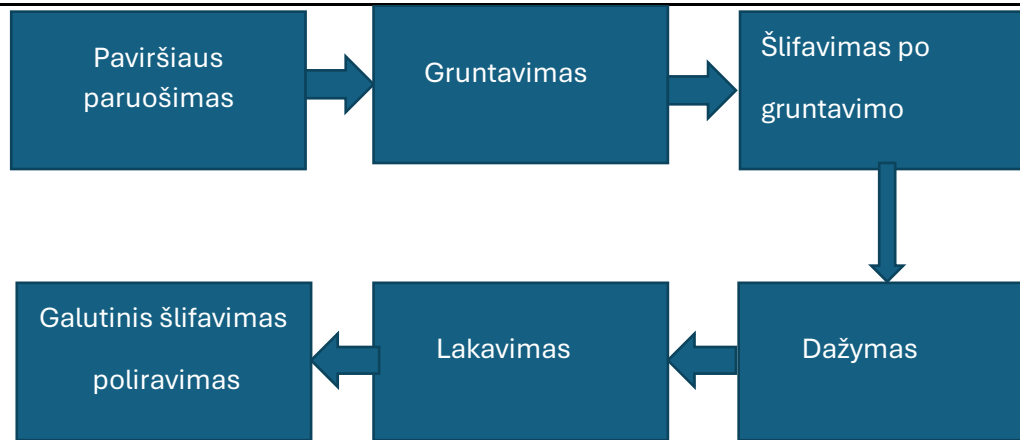 Paviršiaus
paruošimas
Gruntavimas
Šlifavimas po
gruntavimo
Dažymas
Lakavimas
Galutinis šlifavimas
poliravimas